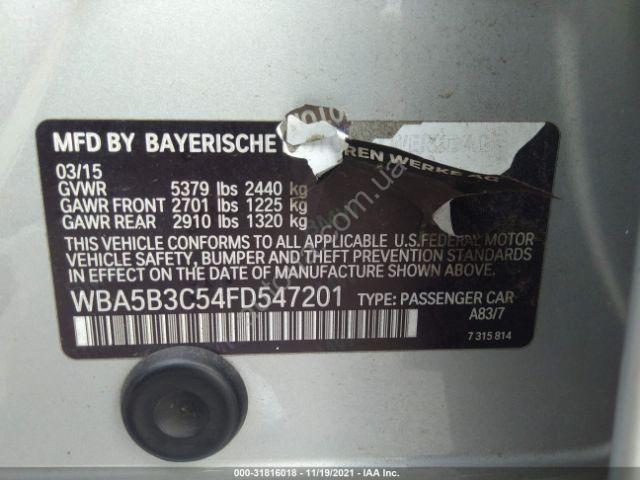 MFD BY BAYERISCHE MOTOREN WERKE AG
03/15
GVWR 5379 lbs 2440 kg
GAWR FRONT 2701 lbs 1225 kg
GAWR REAR 2910 lbs 1320 kg
THIS VEHICLE CONFORMS TO ALL APPLICABLE U.S. FEDERAL MOTOR
VEHICLE SAFETY, BUMPER AND THEFT PREVENTION STANDARDS IN
EFFECT ON THE DATE OF MANUFACTURE SHOWN ABOVE.
WBA5B3C54FD547201 TYPE: PASSENGER CAR
A83/7
7 315 814
000-31816018 - 11/19/2021 - IAA Inc.